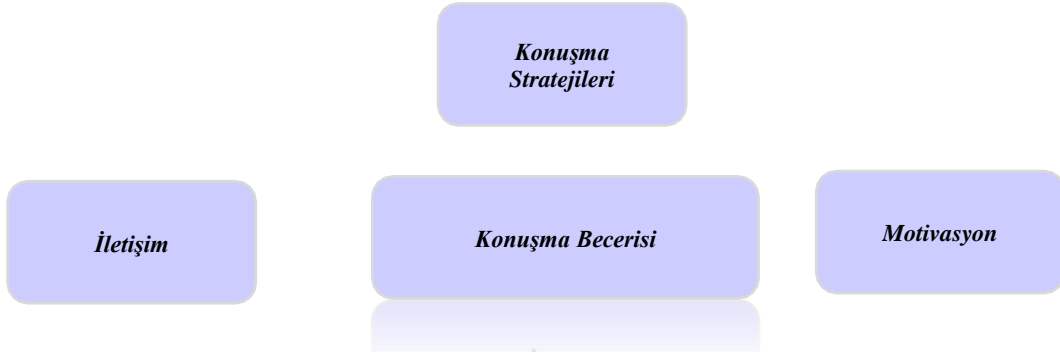 Konuşma
Stratejileri
İletişim
Konuşma Becerisi
Motivasyon